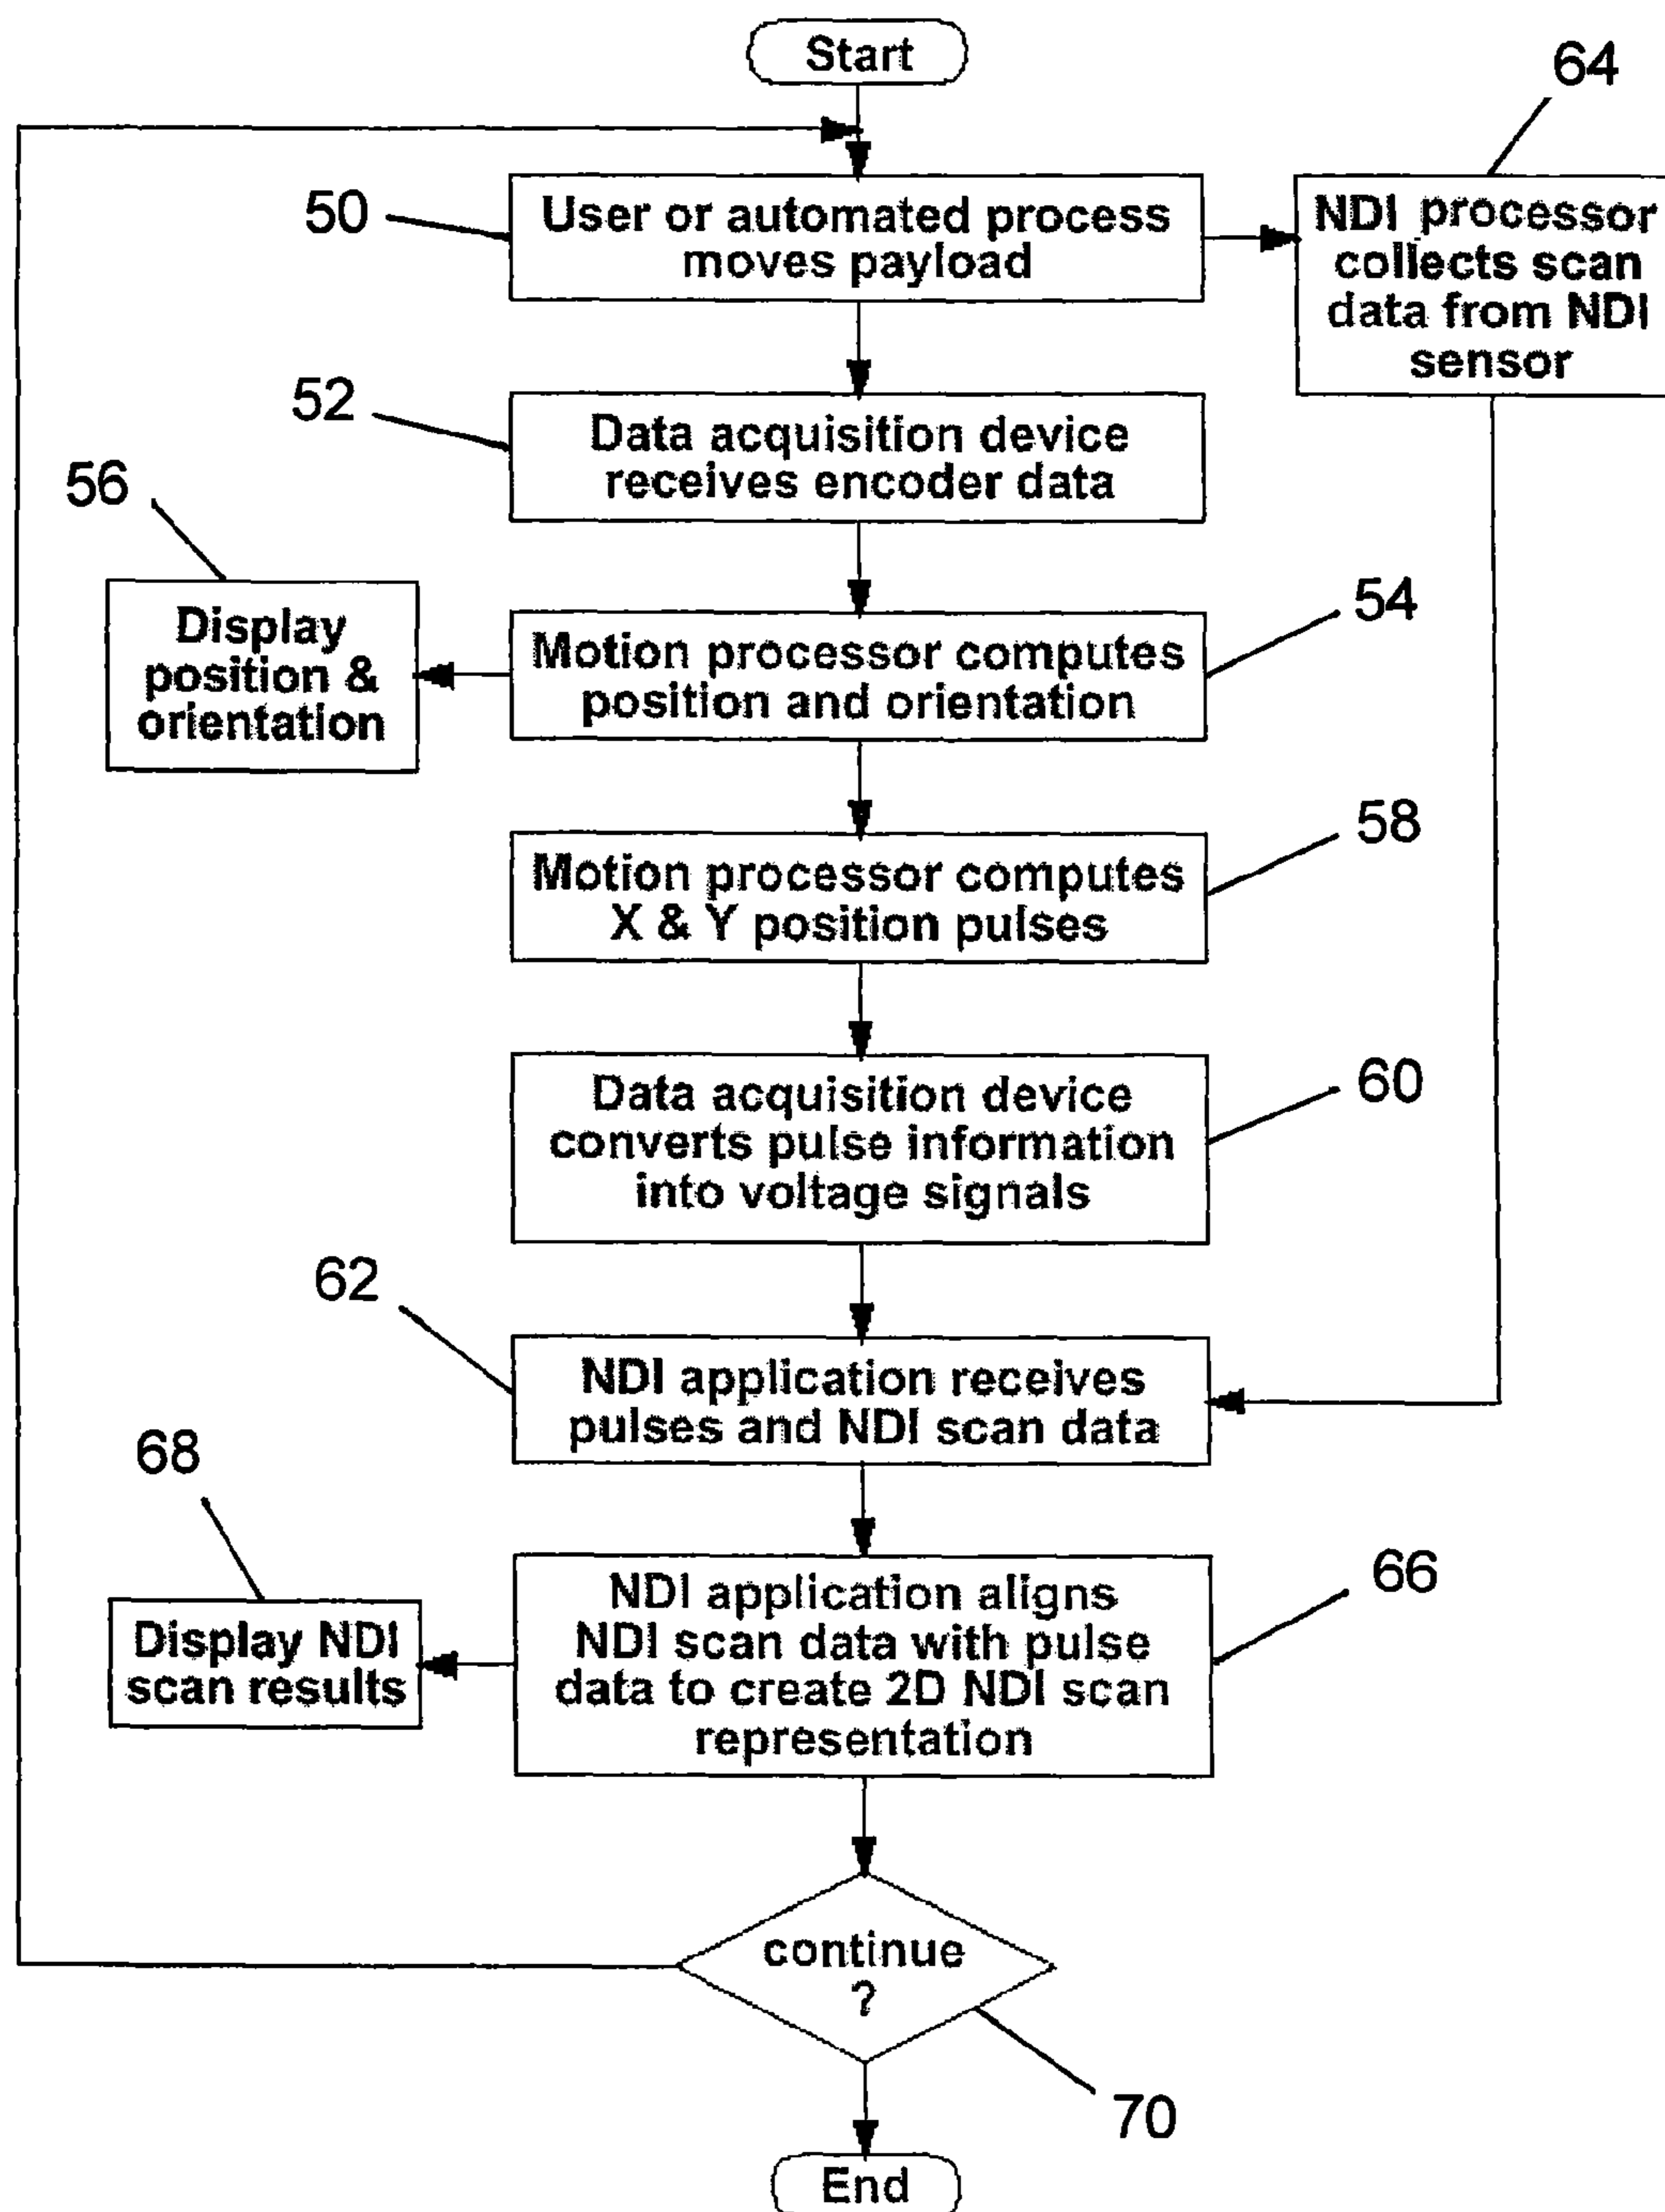 Start
64
50
User or automated process
moves payload
NDI processor
collects scan
data from NDI
sensor
52
Data acquisition device
receives encoder data
56
Display
position &
orientation
54
Motion processor computes
position and orientation
58
Motion processor computes
X & Y position pulses
60
Data acquisition device
converts pulse information
into voltage signals
62
NDI application receives
pulses and NDI scan data
68
Display NDI
scan results
66
NDI application aligns
NDI scan data with pulse
data to create 2D NDI scan
representation
continue
?
70
End